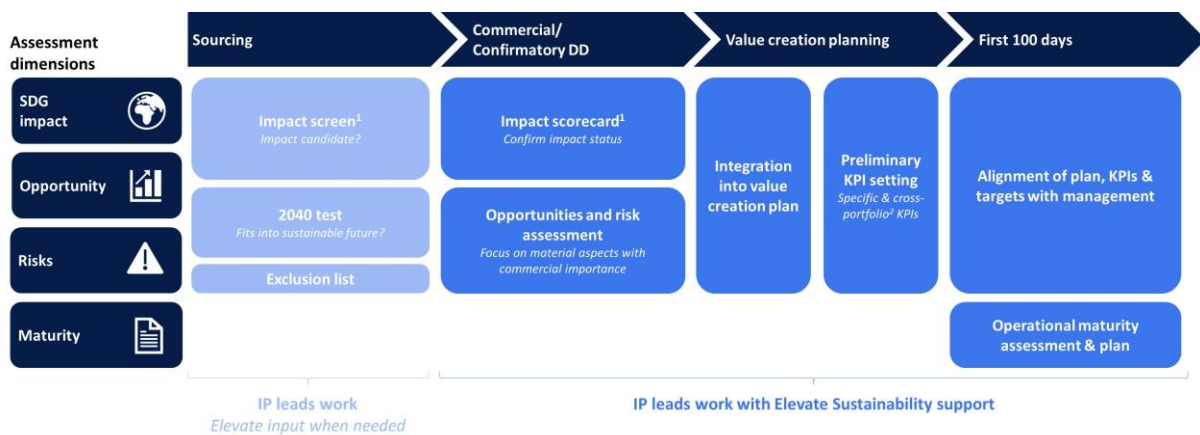 Assessment
dimensions
Sourcing
Commercial/
Confirmatory DD
Value creation planning
First 100 days
SDG
impact
Opportunity
Risks
Maturity
Impact screen1
Impact candidate?
2040 test
Fits into sustainable future?
Exclusion list
Impact scorecard1
Confirm impact status
Opportunities and risk
assessment
Focus on material aspects with
commercial importance
Integration
into value
creation plan
Preliminary
KPI setting
Specific & cross-
portfolio2 KPIs
Alignment of plan, KPIs &
targets with management
Operational maturity
assessment & plan
IP leads work
Elevate input when needed
IP leads work with Elevate Sustainability support